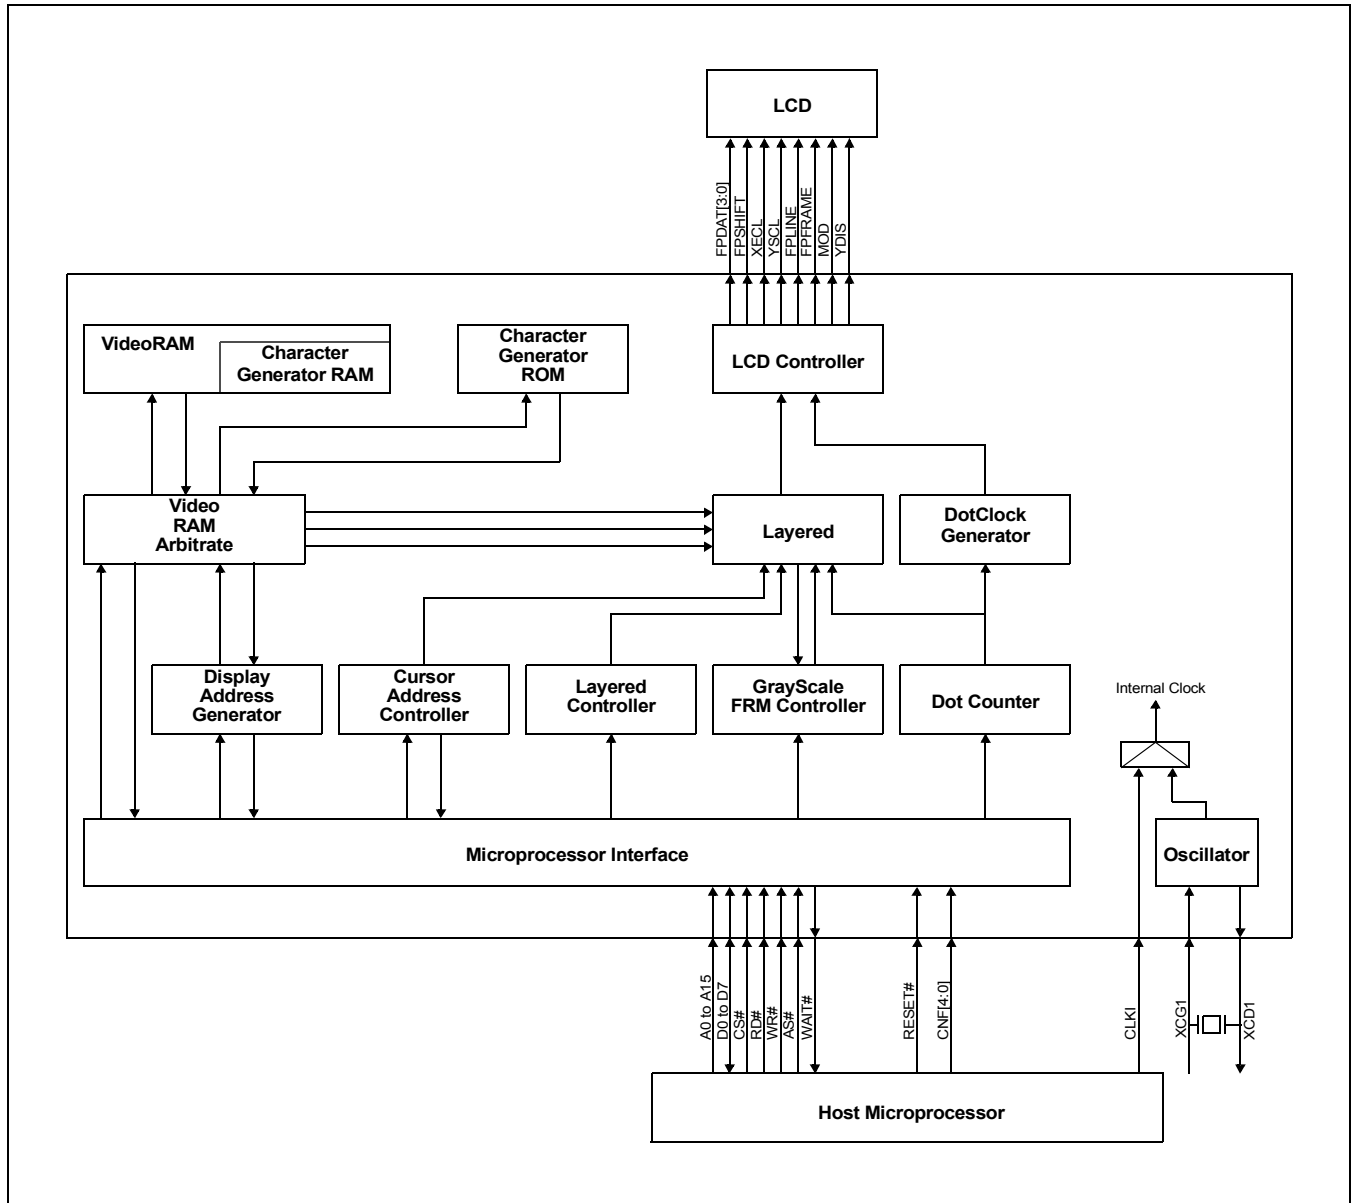 LCD
FPDAT[3:0]
FPSHIFT
XECL
YSCL
FPLINE
FPFRAME
MOD
YDIS
VideoRAM
Character
Generator RAM
Character
Generator
ROM
LCD Controller
Video
RAM
Arbitrate
Layered
DotClock
Generator
Display
Address
Generator
Cursor
Address
Controller
Layered
Controller
GrayScale
FRM Controller
Dot Counter
Internal Clock
Microprocessor Interface
Oscillator
A0 to A15
D0 to D7
CS#
RD#
WR#
AS#
WAIT#
RESET#
CNF[4:0]
CLKI
XCG1
XCD1
Host Microprocessor